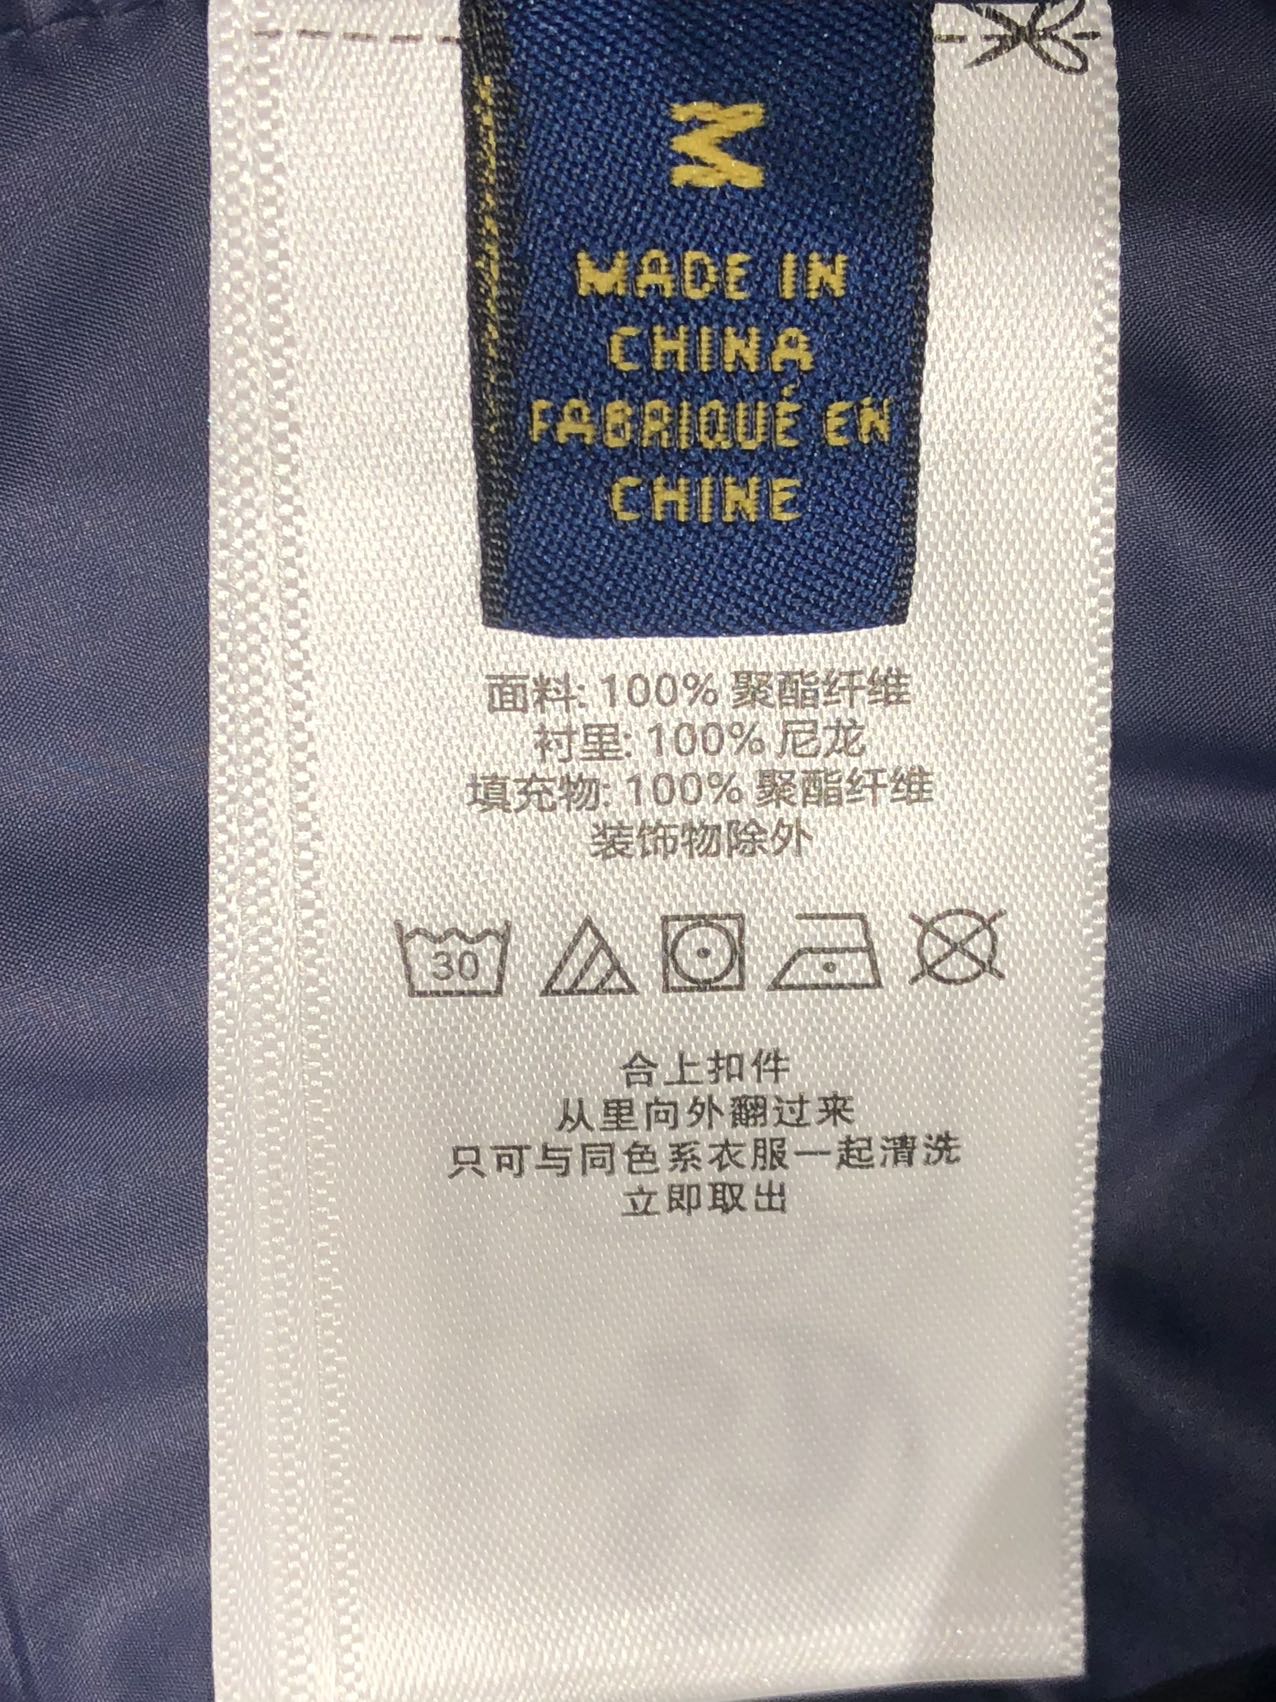 M
MADE IN
CHINA
FABRIQUÉ EN
CHINE
面料: 100% 聚酯纤维
衬里: 100% 尼龙
填充物: 100% 聚酯纤维
装饰物除外
30
合上扣件
从里向外翻过来
只可与同色系衣服一起清洗
立即取出